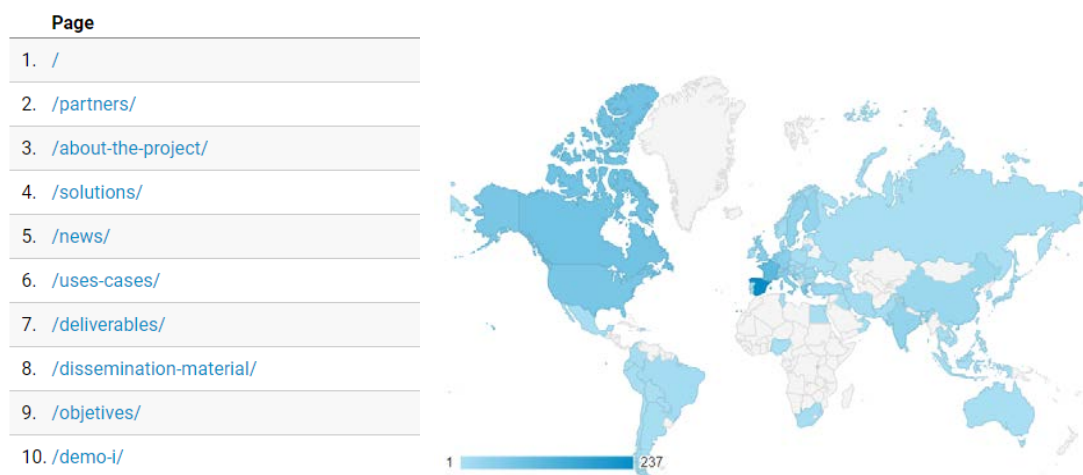 Page
1. /
2. /partners/
3. /about-the-project/
4. /solutions/
5. /news/
6. /uses-cases/
7. /deliverables/
8. /dissemination-material/
9. /objetives/
10. /demo-i/
1 237